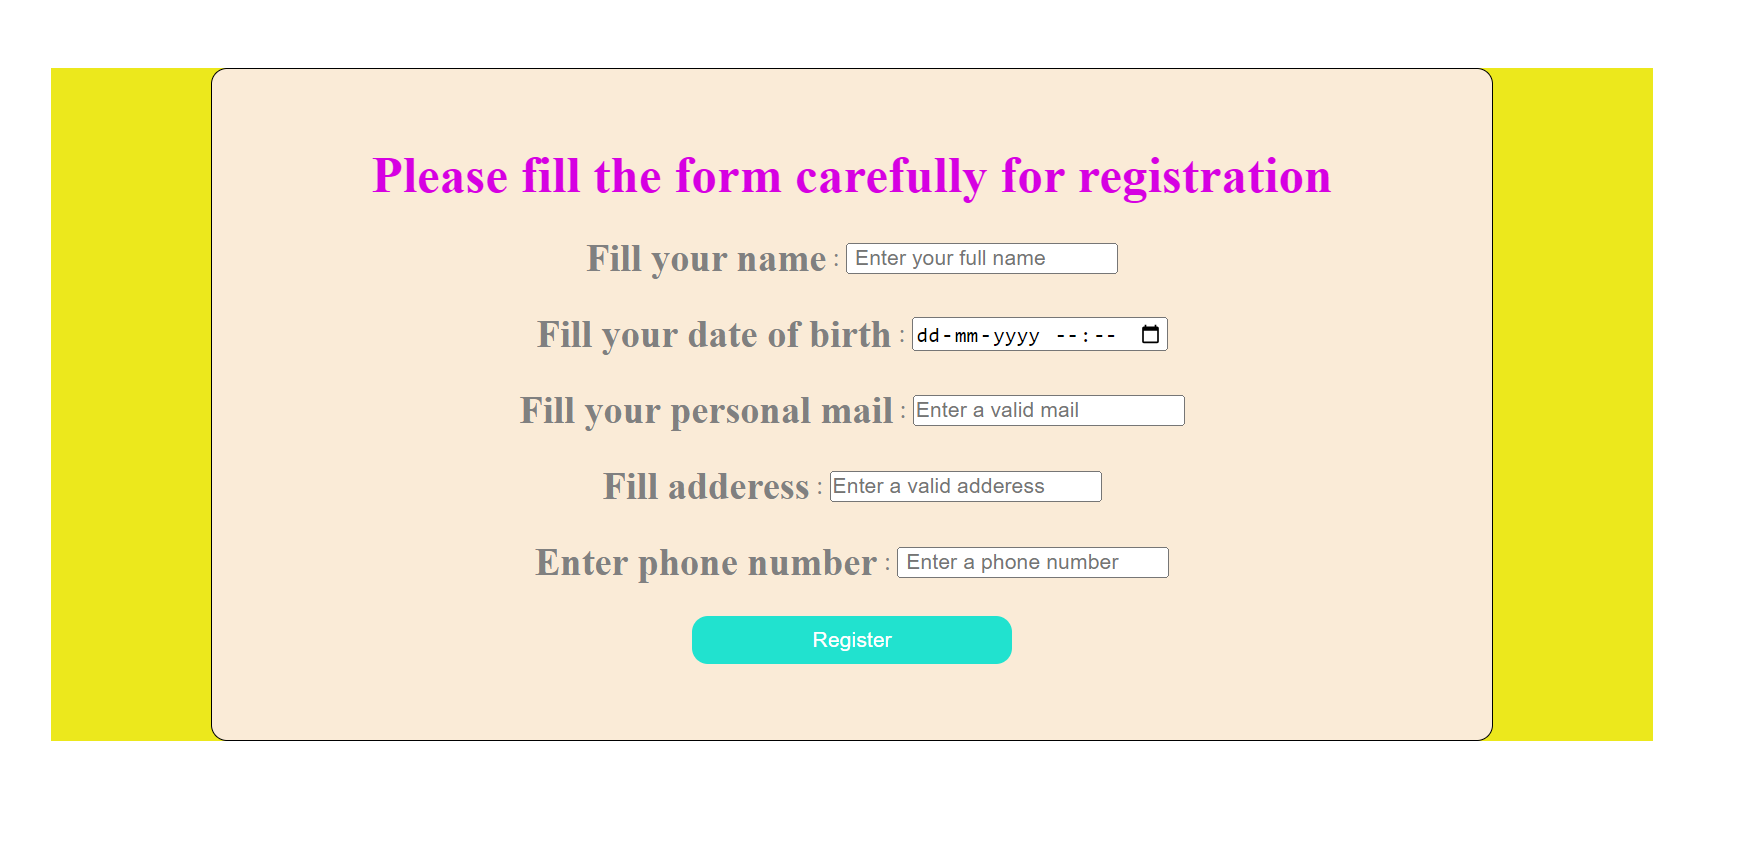 Please fill the form carefully for registration
Fill your name : Enter your full name
Fill your date of birth : dd-mm-yyyy --:--
Fill your personal mail : Enter a valid mail
Fill adderess : Enter a valid adderess
Enter phone number : Enter a phone number
Register